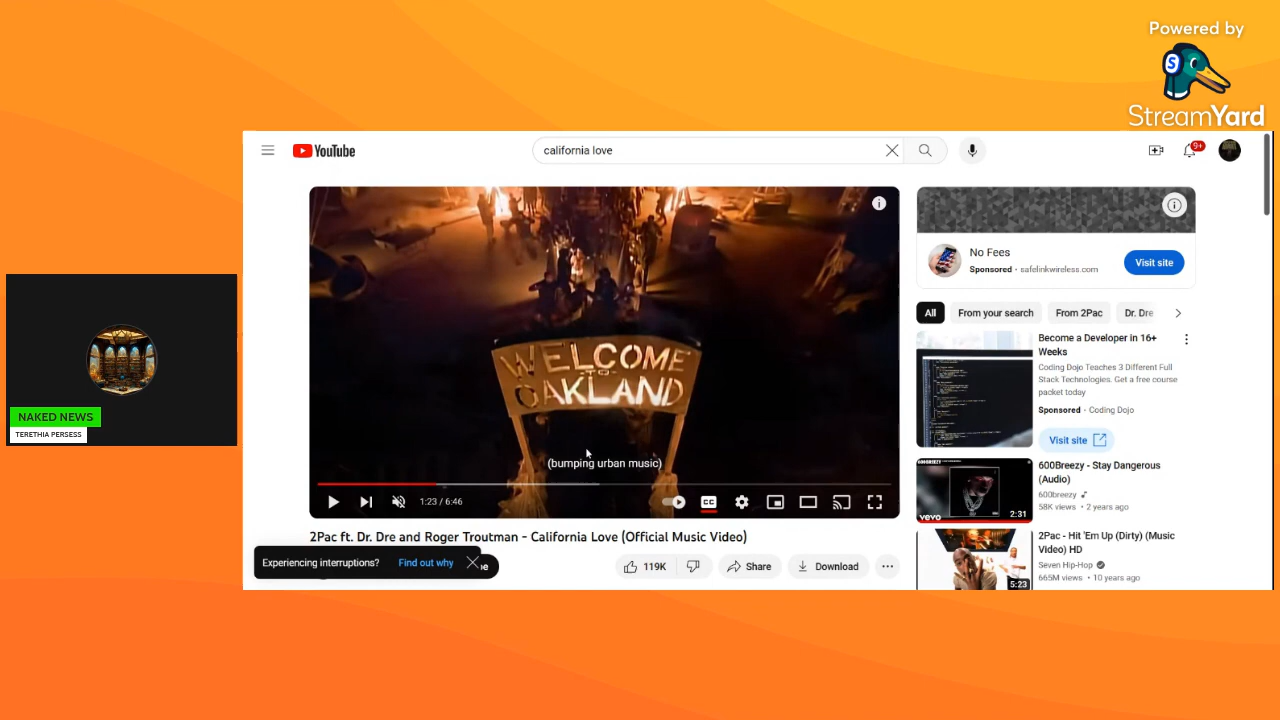 Powered by
StreamYard
YouTube
california love
9+
WELCOME
TO
OAKLAND
(bumping urban music)
1:23 / 6:46
CC
2Pac ft. Dr. Dre and Roger Troutman - California Love (Official Music Video)
Experiencing interruptions?
Find out why
119K
Share
Download
No Fees
Sponsored · safelinkwireless.com
Visit site
All
From your search
From 2Pac
Dr. Dre
Become a Developer in 16+
Weeks
Coding Dojo Teaches 3 Different Full
Stack Technologies. Get a free course
packet today
Sponsored · Coding Dojo
Visit site
600BREEZY
vevo
2:31
600Breezy - Stay Dangerous
(Audio)
600breezy
58K views • 2 years ago
5:23
2Pac - Hit 'Em Up (Dirty) (Music
Video) HD
Seven Hip-Hop
665M views • 10 years ago
NAKED NEWS
TERETHIA PERSESS